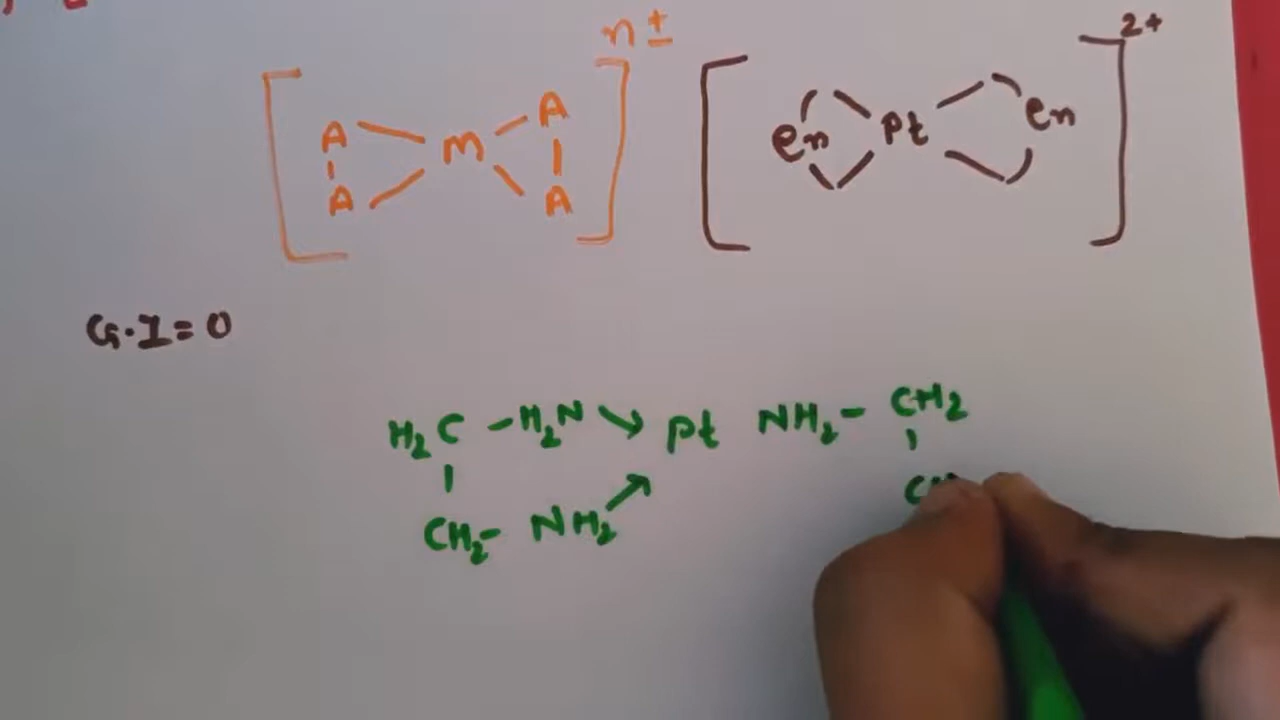 n ± 2+
A M A en Pt en
A A
G.I = 0
H₂C - H₂N → Pt NH₂ - CH₂
CH₂ - NH₂